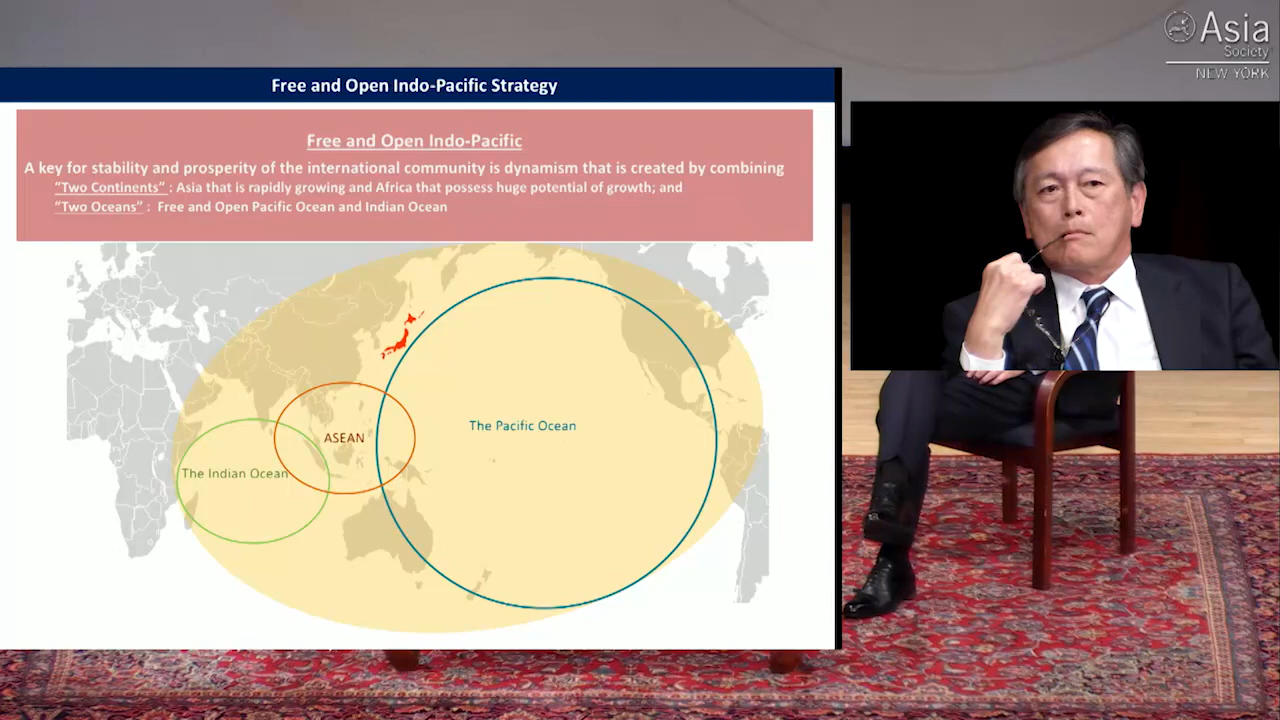 Asia
Society
NEW YORK
Free and Open Indo-Pacific Strategy
Free and Open Indo-Pacific
A key for stability and prosperity of the international community is dynamism that is created by combining
"Two Continents" : Asia that is rapidly growing and Africa that possess huge potential of growth; and
"Two Oceans" : Free and Open Pacific Ocean and Indian Ocean
The Pacific Ocean
ASEAN
The Indian Ocean